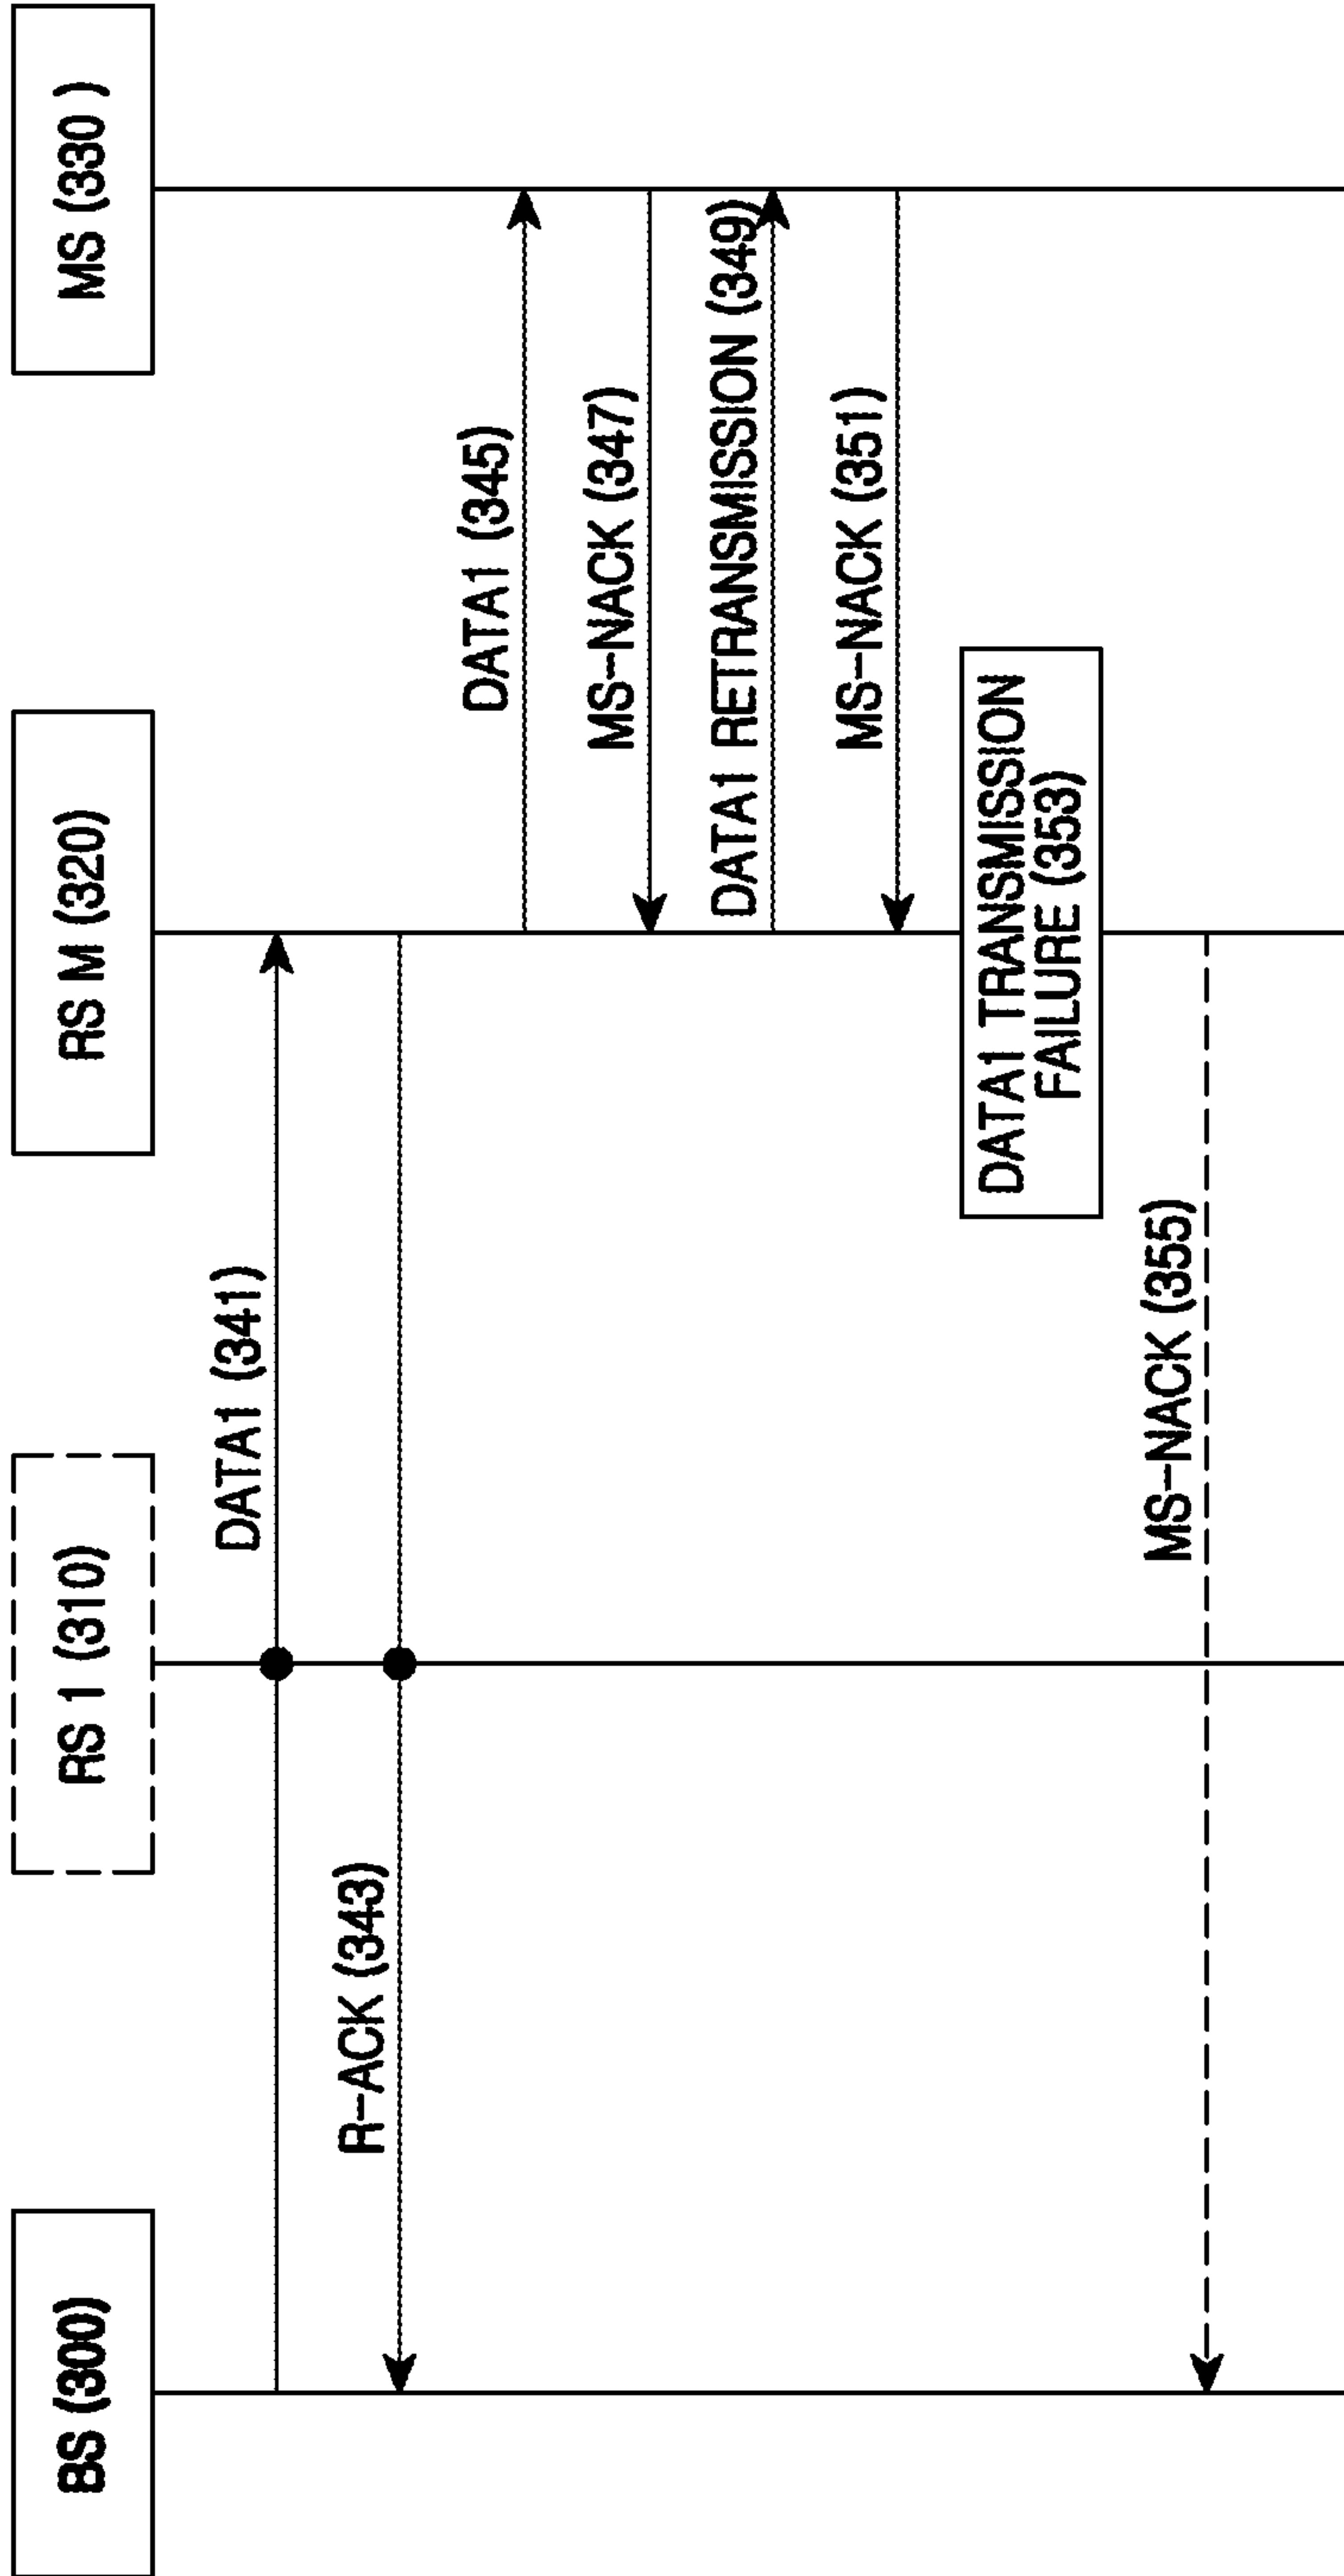 BS (300)
RS 1 (310)
RS M (320)
MS (330 )
DATA1 (341)
R-ACK (343)
DATA1 (345)
MS-NACK (347)
DATA1 RETRANSMISSION (349)
MS-NACK (351)
DATA1 TRANSMISSION
FAILURE (353)
MS-NACK (355)